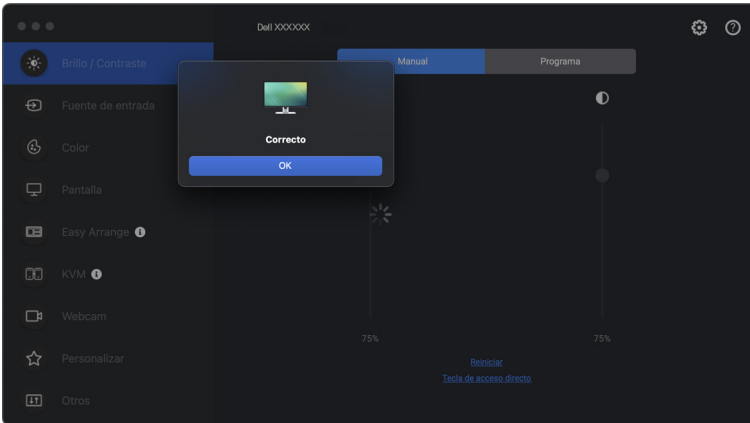 Dell XXXXXX
Brillo / Contraste
Fuente de entrada
Color
Pantalla
Easy Arrange
KVM
Webcam
Personalizar
Otros
Manual
Programa
Correcto
OK
75%
75%
Reiniciar
Tecla de acceso directo